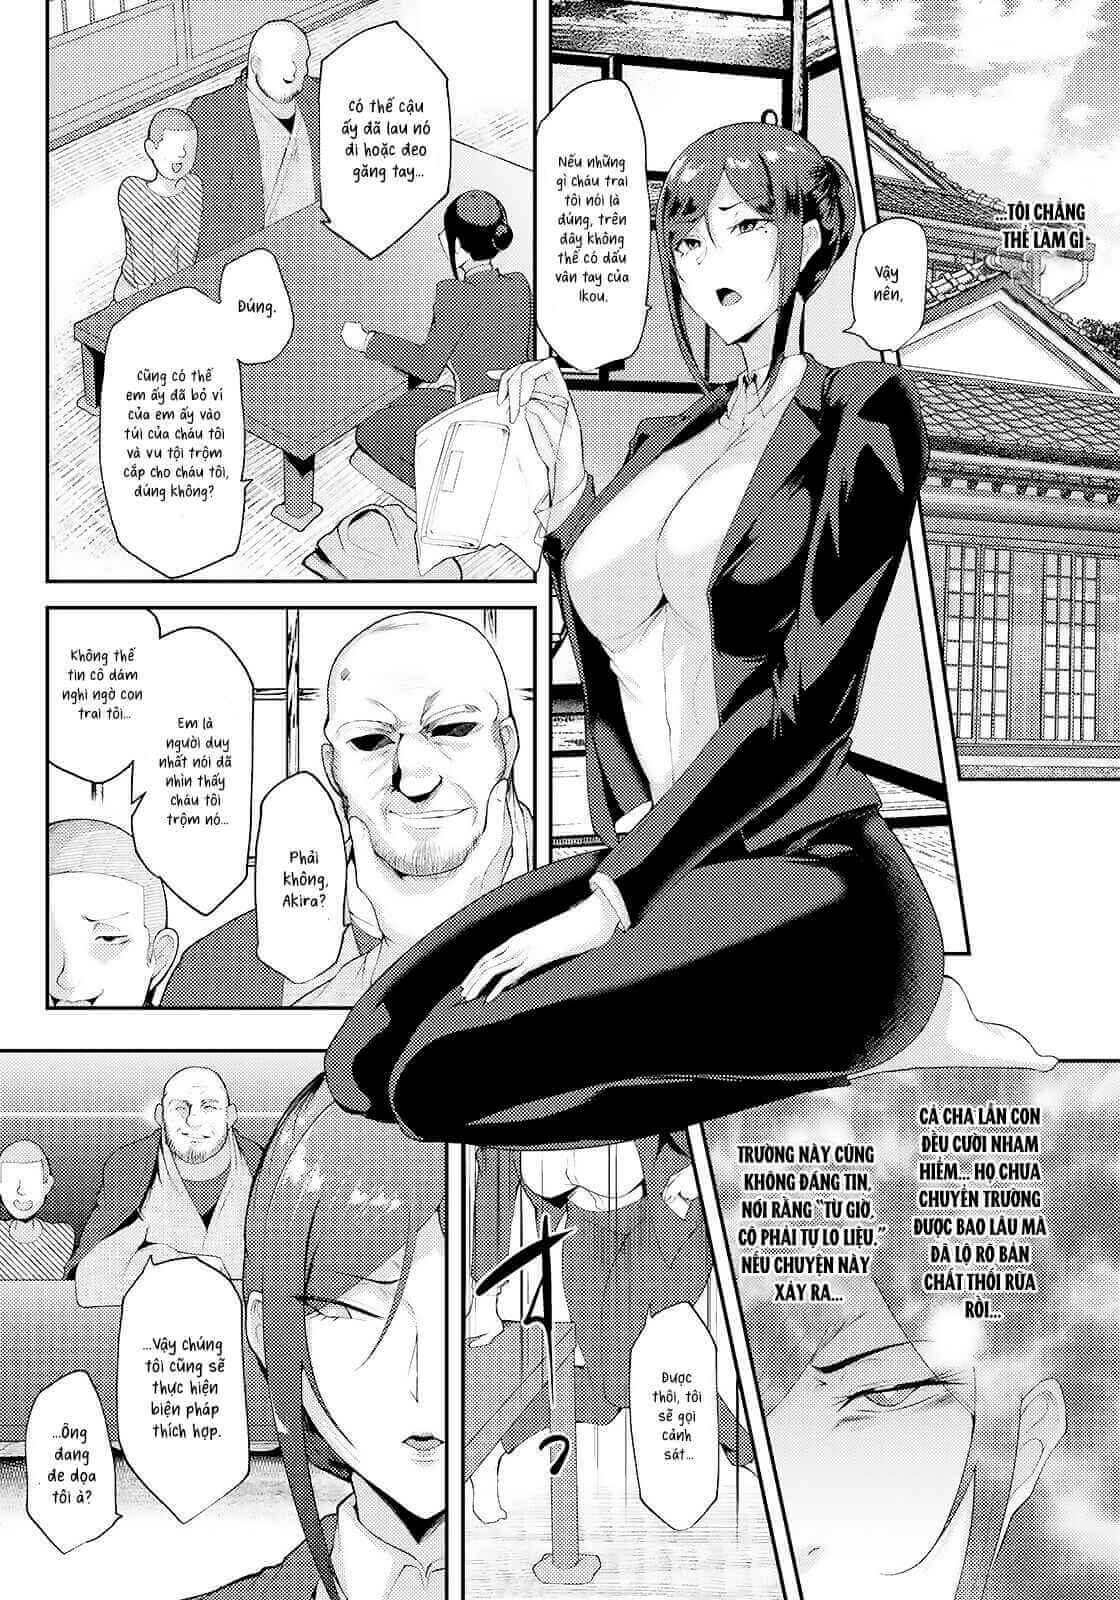 ...TÔI CHẲNG
THỂ LÀM GÌ
Vậy
nên,
Nếu những
gì cháu trai
tôi nói là
đúng, trên
đây không
thể có dấu
vân tay của
Ikou.
Có thể cậu
ấy đã lau nó
đi hoặc đeo
găng tay...
Đúng.
Cũng có thể
em ấy đã bỏ ví
của em ấy vào
túi của cháu tôi
và vu tội trộm
cắp cho cháu tôi,
đúng không?
Không thể
tin cô dám
nghi ngờ con
trai tôi...
Em là
người duy
nhất nói đã
nhìn thấy
cháu tôi
trộm nó...
Phải
không,
Akira?
CẢ CHA LẪN CON
ĐỀU CƯỜI NHAM
HIỂM... HỌ CHƯA
CHUYỂN TRƯỜNG
ĐƯỢC BAO LÂU MÀ
ĐÃ LỘ RÕ BẢN
CHẤT THỐI RỮA
RỒI...
TRƯỜNG NÀY CŨNG
KHÔNG ĐÁNG TIN,
NÓI RẰNG “TỪ GIỜ,
CÔ PHẢI TỰ LO LIỆU.”
NẾU CHUYỆN NÀY
XẢY RA...
Được
thôi, tôi
sẽ gọi
cảnh
sát...
...Vậy chúng
tôi cũng sẽ
thực hiện
biện pháp
thích hợp.
...Ông
đang
đe dọa
tôi à?